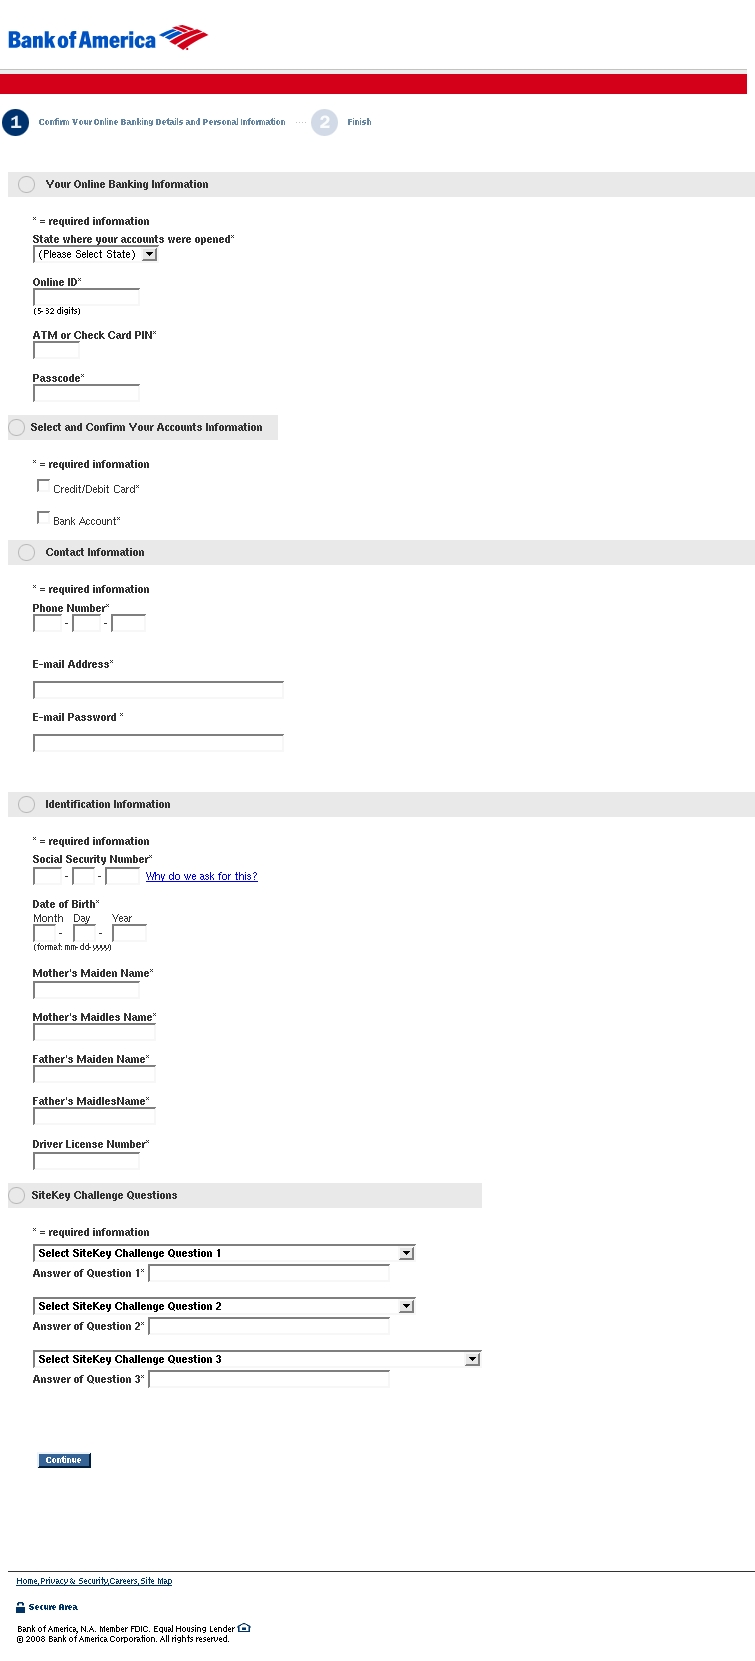 Bank of America
1 Confirm Your Online Banking Details and Personal Information ···· 2 Finish
Your Online Banking Information
* = required information
State where your accounts were opened*
(Please Select State)
Online ID*
(5-32 digits)
ATM or Check Card PIN*
Passcode*
Select and Confirm Your Accounts Information
* = required information
Credit/Debit Card*
Bank Account*
Contact Information
* = required information
Phone Number*
- -
E-mail Address*
E-mail Password *
Identification Information
* = required information
Social Security Number*
- - Why do we ask for this?
Date of Birth*
Month Day Year
- -
(format: mm-dd-yyyy)
Mother's Maiden Name*
Mother's Maidles Name*
Father's Maiden Name*
Father's MaidlesName*
Driver License Number*
SiteKey Challenge Questions
* = required information
Select SiteKey Challenge Question 1
Answer of Question 1*
Select SiteKey Challenge Question 2
Answer of Question 2*
Select SiteKey Challenge Question 3
Answer of Question 3*
Continue
Home,Privacy & Security,Careers,Site Map
Secure Area
Bank of America, N.A. Member FDIC. Equal Housing Lender
© 2008 Bank of America Corporation. All rights reserved.